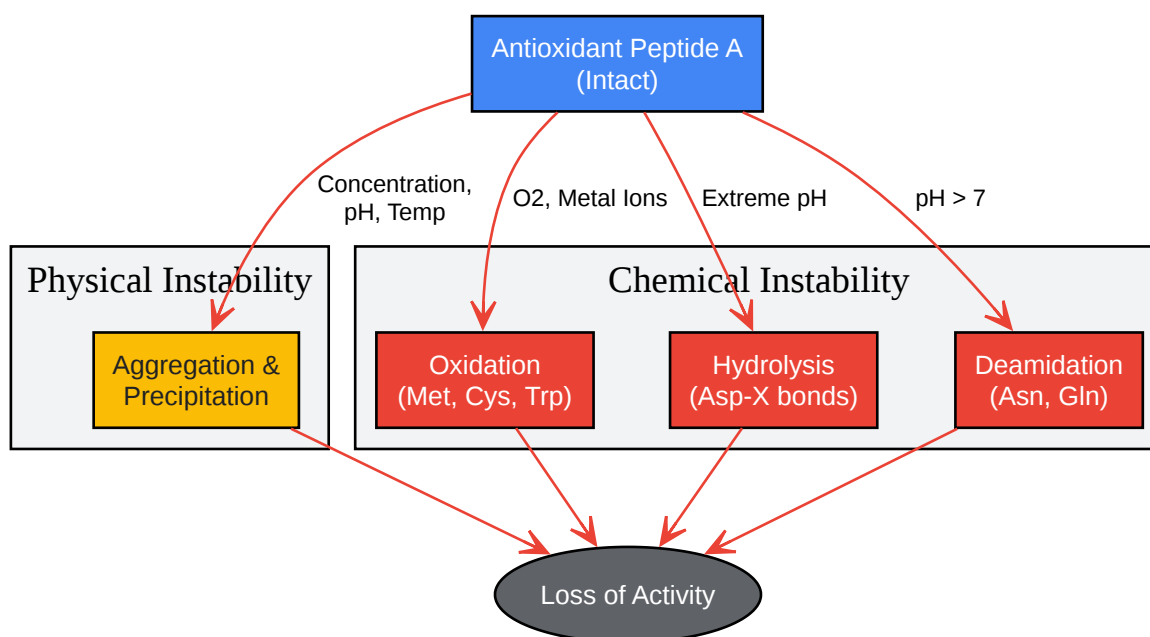 Antioxidant Peptide A
(Intact)
Concentration,
pH, Temp
O2, Metal Ions
Extreme pH
pH > 7
Physical Instability
Chemical Instability
Aggregation &
Precipitation
Oxidation
(Met, Cys, Trp)
Hydrolysis
(Asp-X bonds)
Deamidation
(Asn, Gln)
Loss of Activity